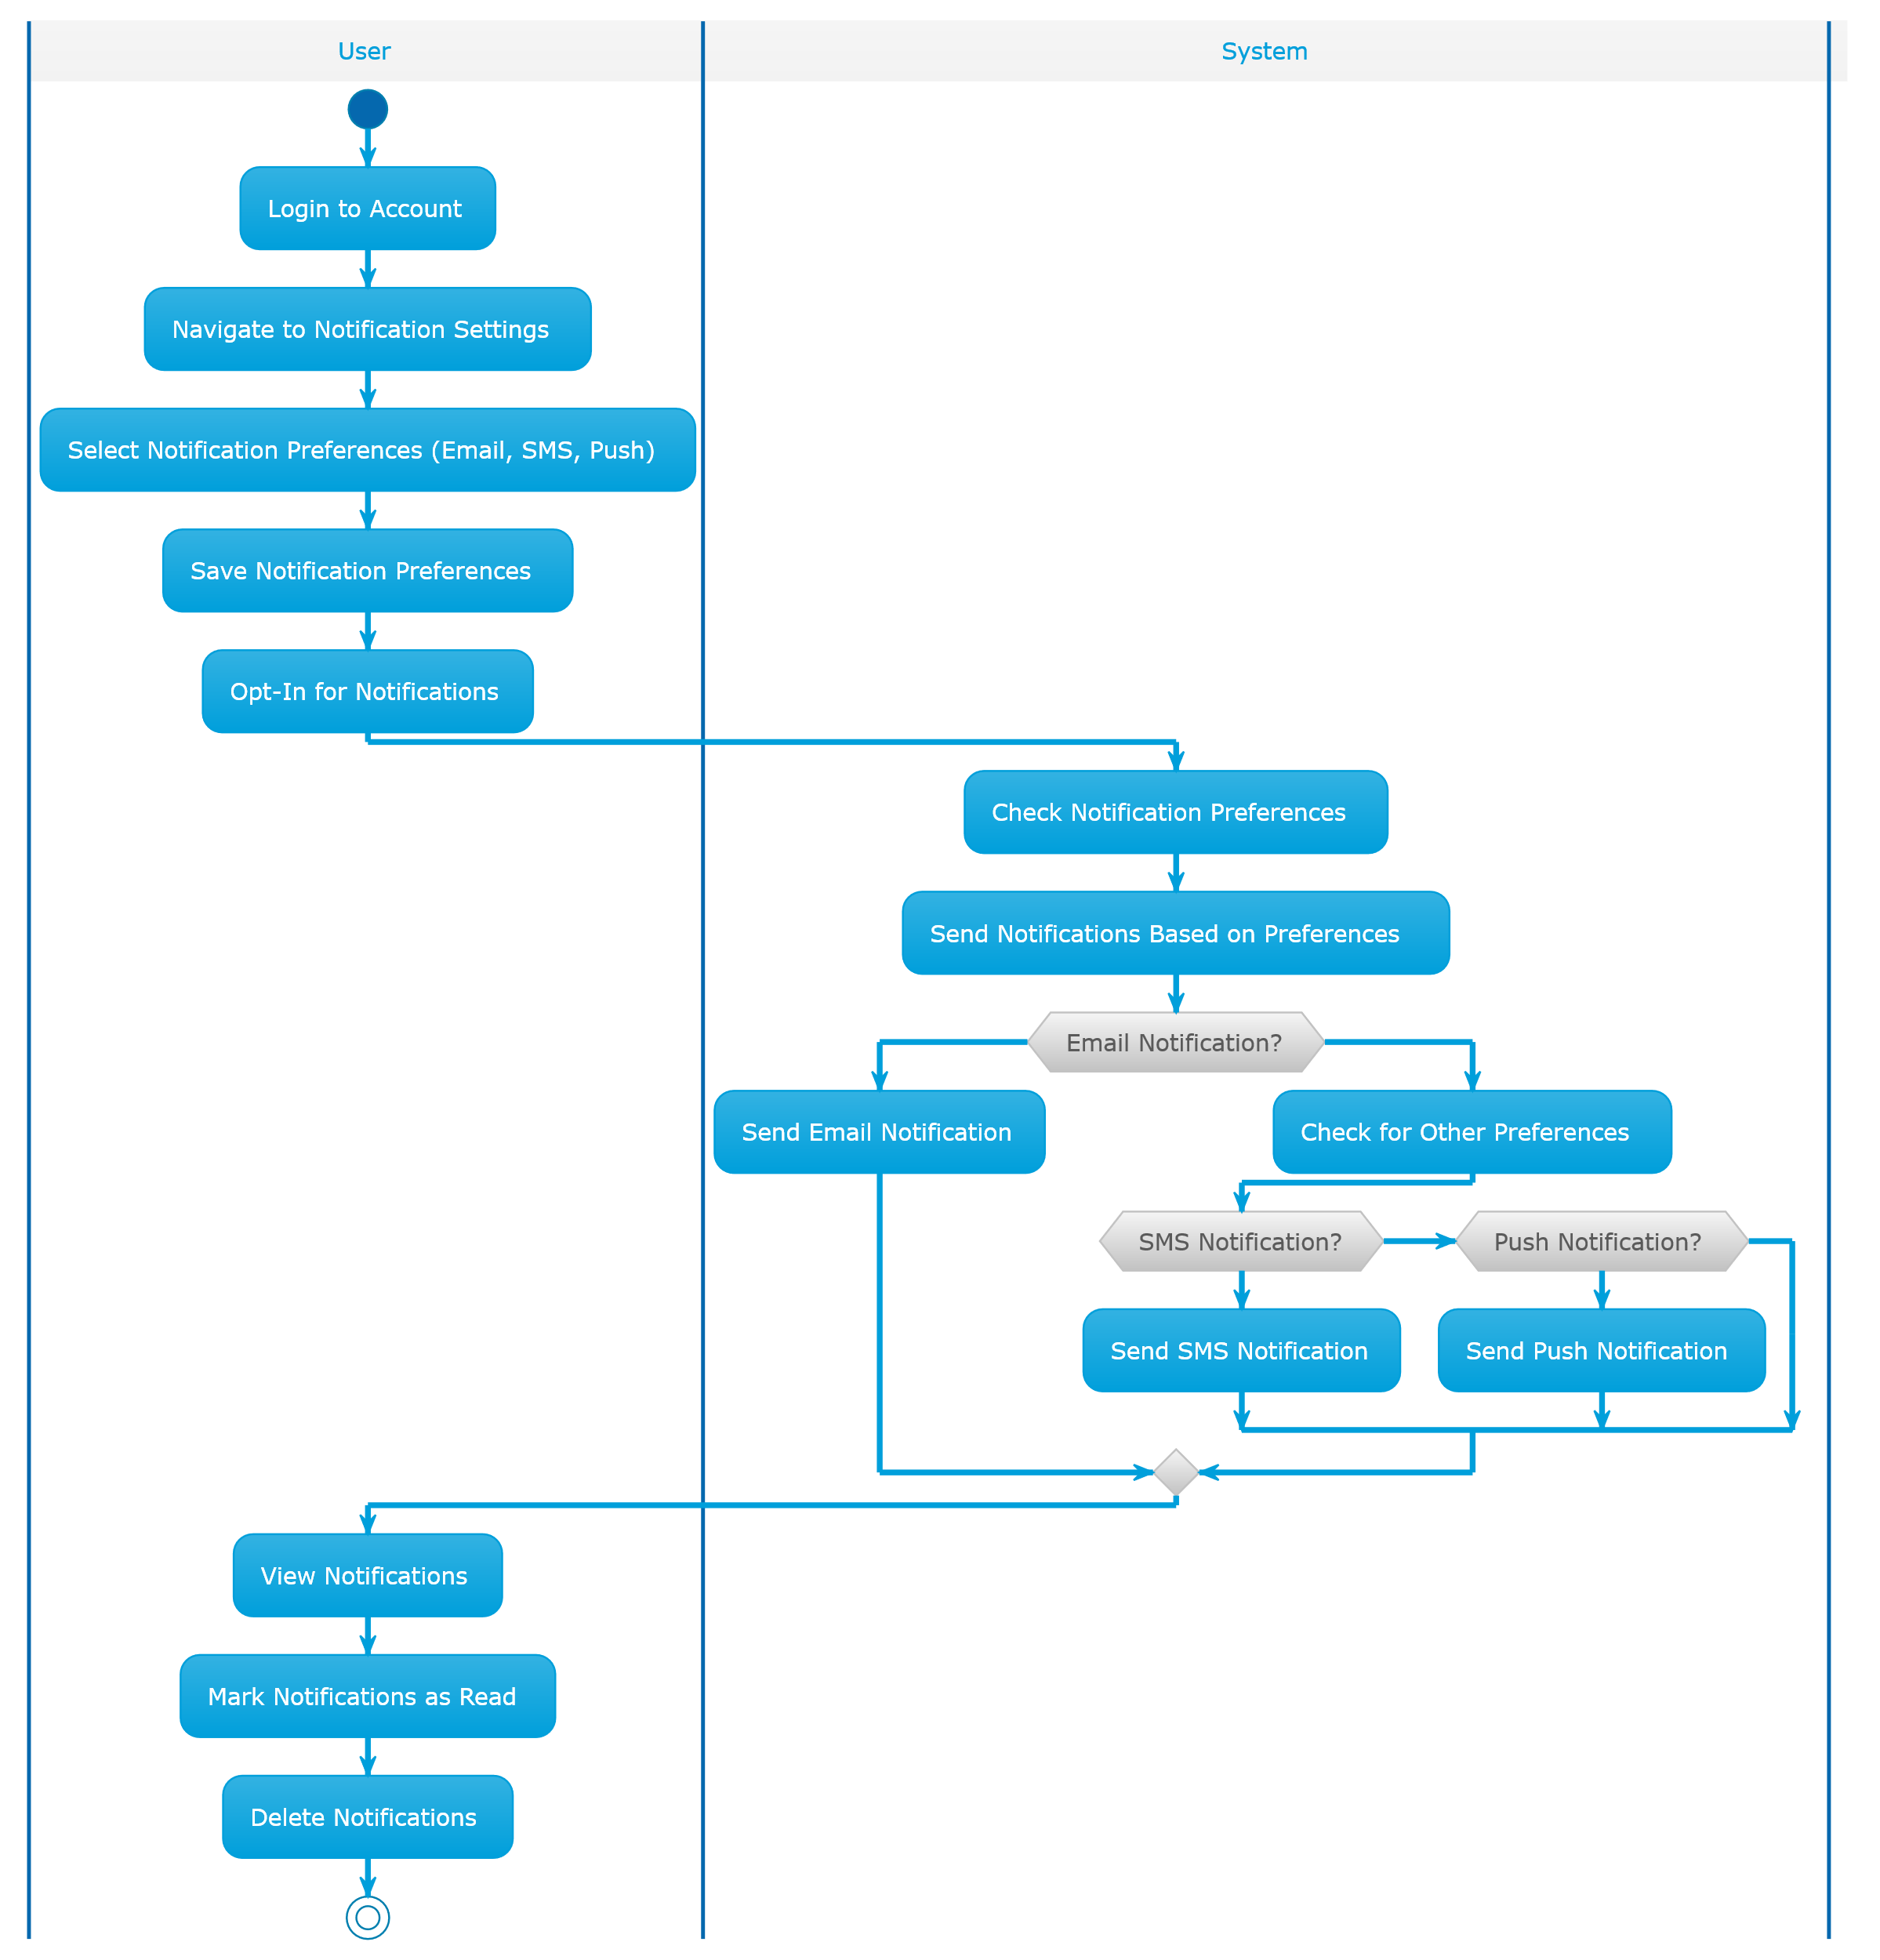 User
System
Login to Account
Navigate to Notification Settings
Select Notification Preferences (Email, SMS, Push)
Save Notification Preferences
Opt-In for Notifications
Check Notification Preferences
Send Notifications Based on Preferences
Email Notification?
Send Email Notification
Check for Other Preferences
SMS Notification?
Push Notification?
Send SMS Notification
Send Push Notification
View Notifications
Mark Notifications as Read
Delete Notifications